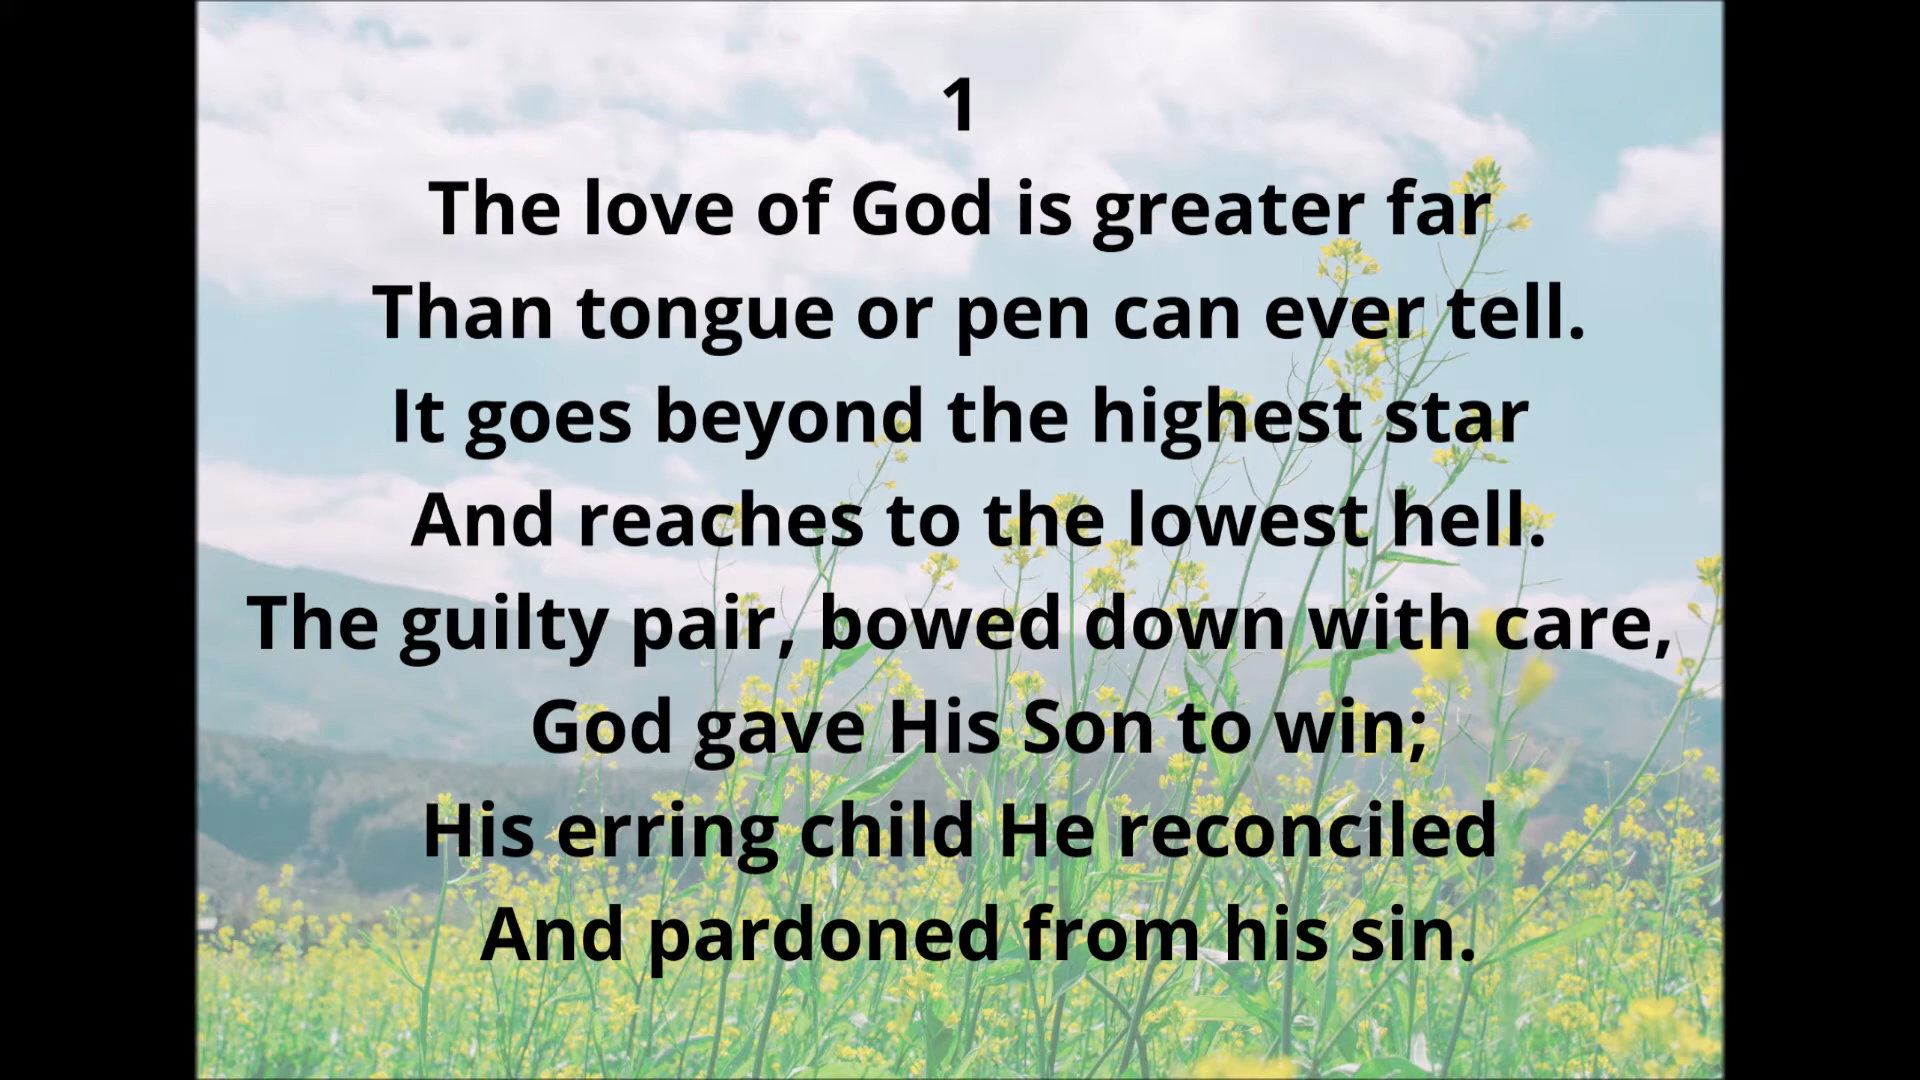 1
The love of God is greater far
Than tongue or pen can ever tell.
It goes beyond the highest star
And reaches to the lowest hell.
The guilty pair, bowed down with care,
God gave His Son to win;
His erring child He reconciled
And pardoned from his sin.